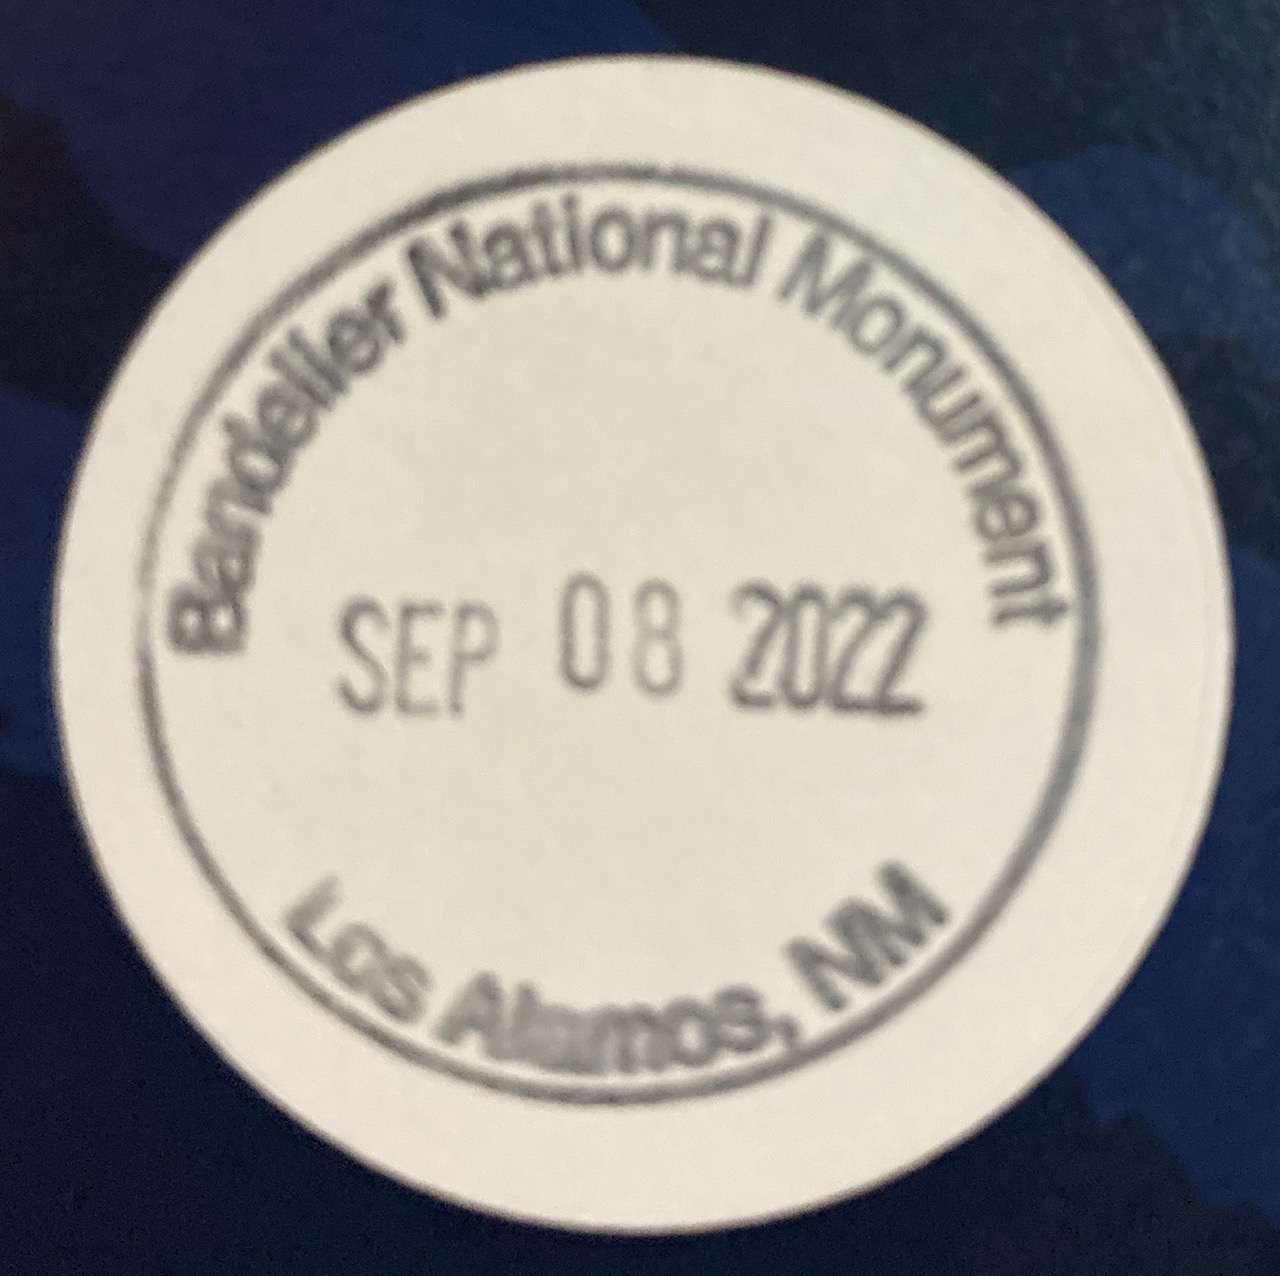 Bandelier National Monument
SEP 08 2022
Los Alamos, NM